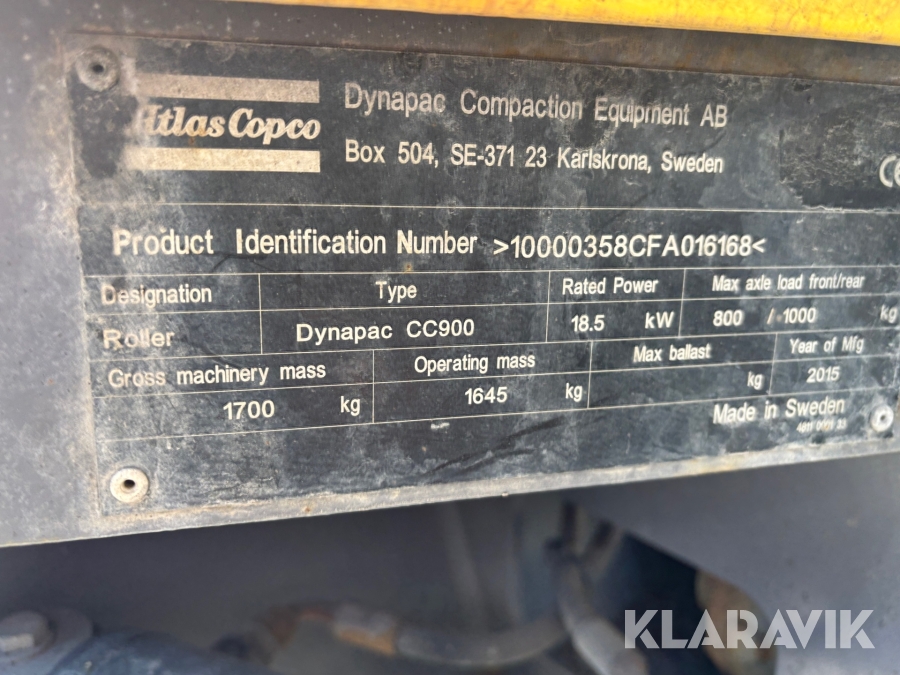 Atlas Copco
Dynapac Compaction Equipment AB
Box 504, SE-371 23 Karlskrona, Sweden
CE
Product Identification Number >10000358CFA016168<
Designation Type Rated Power Max axle load front/rear
Roller Dynapac CC900 18.5 kW 800 / 1000 kg
Gross machinery mass Operating mass Max ballast Year of Mfg
1700 kg 1645 kg kg 2015
Made in Sweden
KLARAVIK